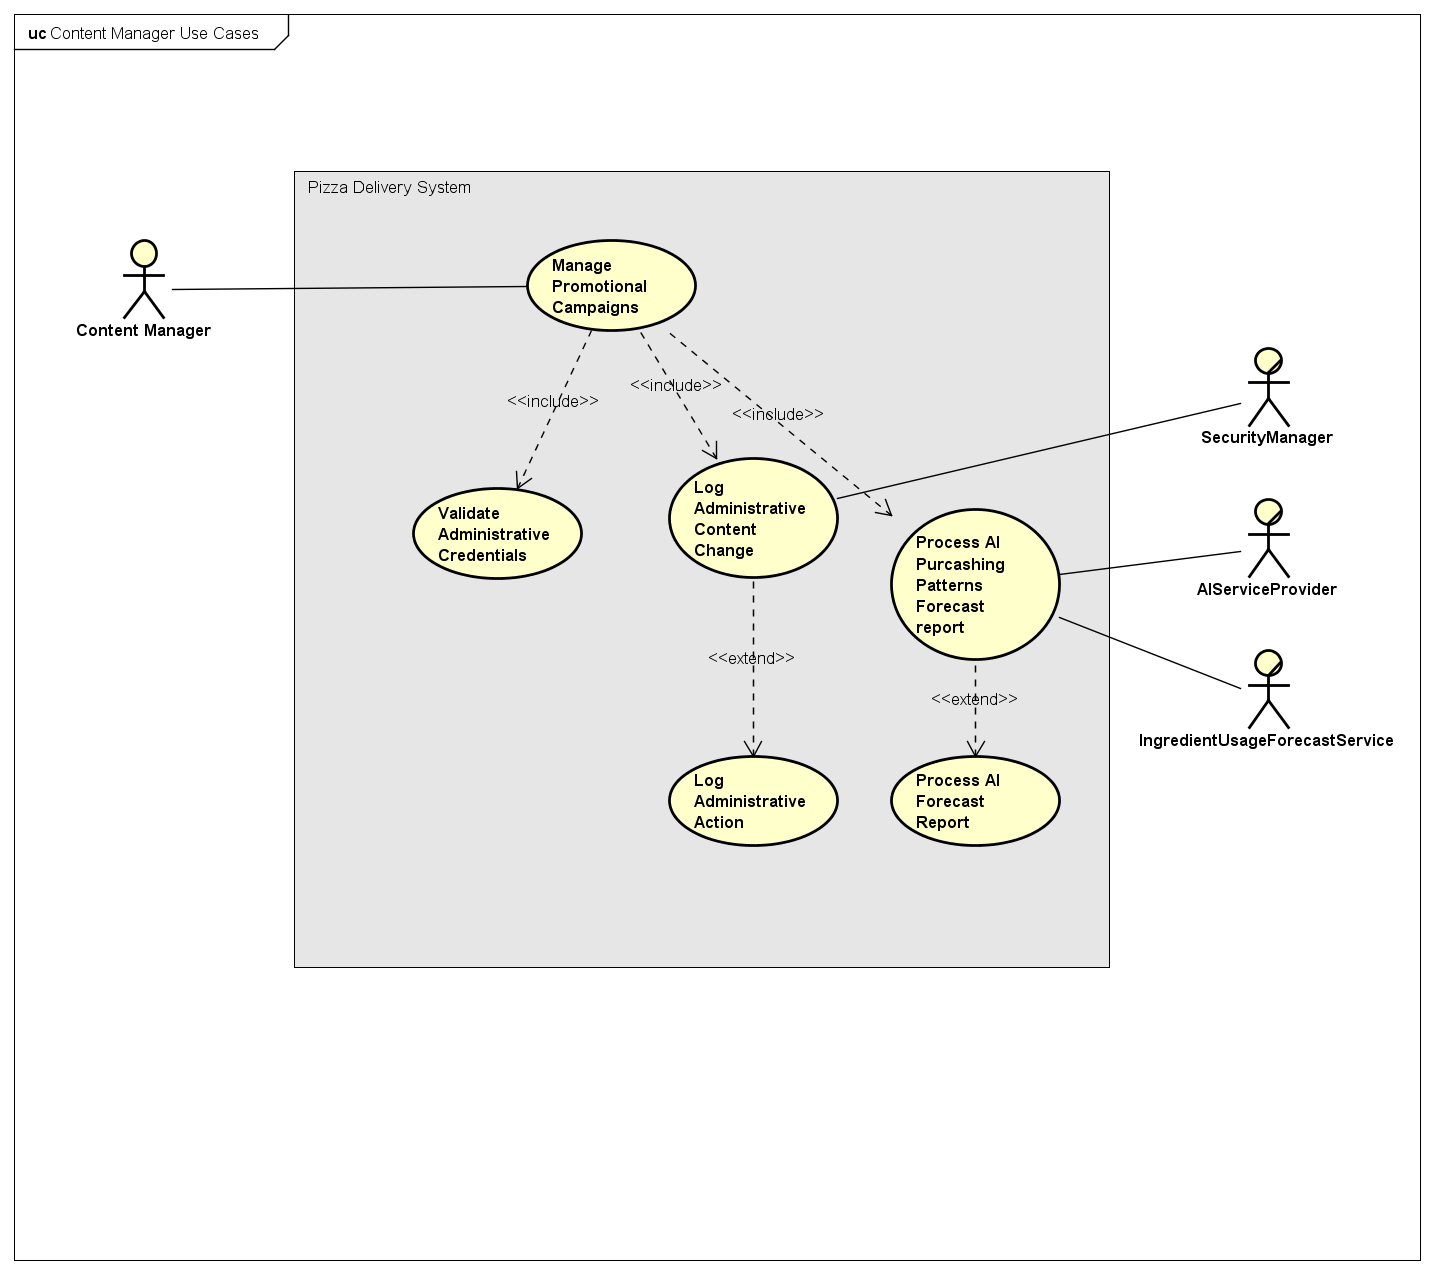 uc Content Manager Use Cases
Pizza Delivery System
Manage
Promotional
Campaigns
Content Manager
<<include>>
<<include>>
<<include>>
SecurityManager
Validate
Administrative
Credentials
Log
Administrative
Content
Change
Process AI
Purcashing
Patterns
Forecast
report
AIServiceProvider
<<extend>>
<<extend>>
IngredientUsageForecastService
Log
Administrative
Action
Process AI
Forecast
Report